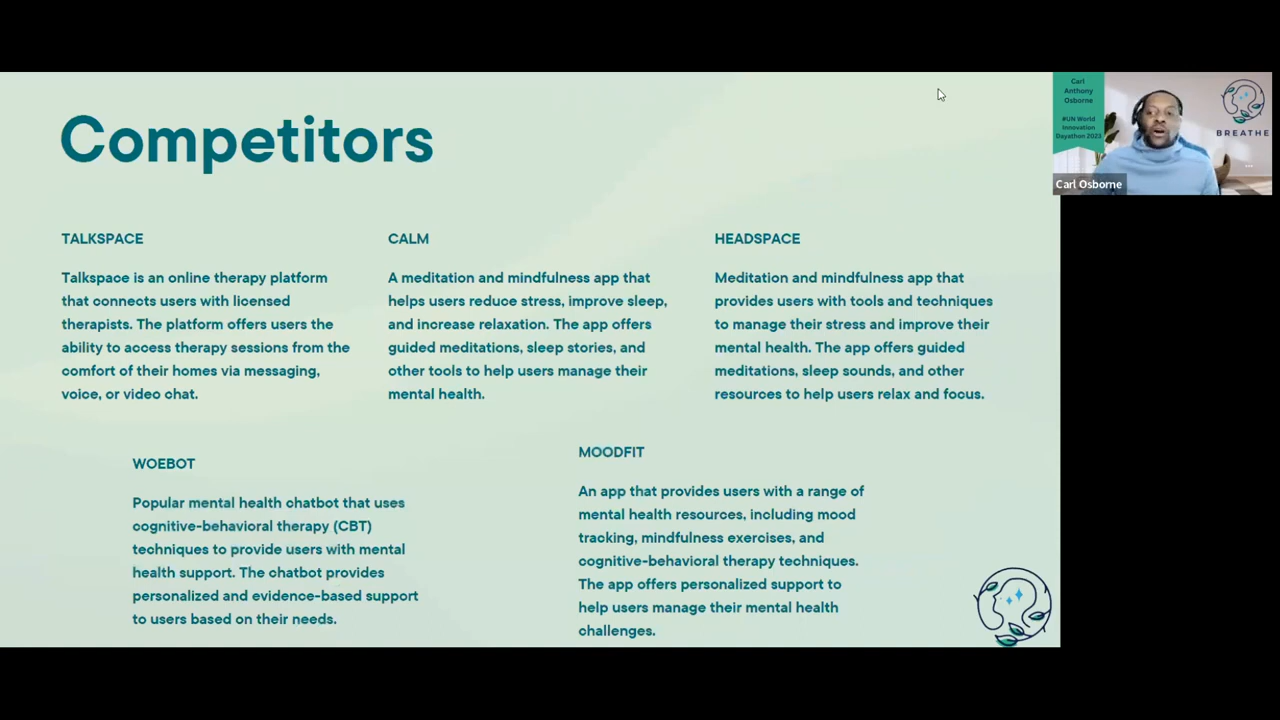 Competitors
TALKSPACE
Talkspace is an online therapy platform
that connects users with licensed
therapists. The platform offers users the
ability to access therapy sessions from the
comfort of their homes via messaging,
voice, or video chat.
CALM
A meditation and mindfulness app that
helps users reduce stress, improve sleep,
and increase relaxation. The app offers
guided meditations, sleep stories, and
other tools to help users manage their
mental health.
HEADSPACE
Meditation and mindfulness app that
provides users with tools and techniques
to manage their stress and improve their
mental health. The app offers guided
meditations, sleep sounds, and other
resources to help users relax and focus.
WOEBOT
Popular mental health chatbot that uses
cognitive-behavioral therapy (CBT)
techniques to provide users with mental
health support. The chatbot provides
personalized and evidence-based support
to users based on their needs.
MOODFIT
An app that provides users with a range of
mental health resources, including mood
tracking, mindfulness exercises, and
cognitive-behavioral therapy techniques.
The app offers personalized support to
help users manage their mental health
challenges.
Carl
Anthony
Osborne
#UN World
Innovation
Dayathon 2023
BREATHE
Carl Osborne